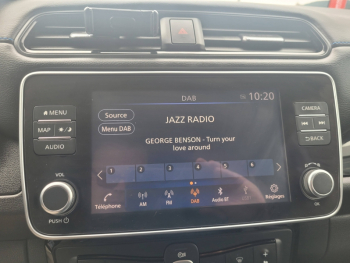 DAB
10:20
Source
JAZZ RADIO
Menu DAB
GEORGE BENSON - Turn your
love around
1 2 3 4 5 6
Téléphone AM FM DAB Audio BT Réglages
MENU
MAP
AUDIO
VOL
PUSH
CAMERA
BACK
OK